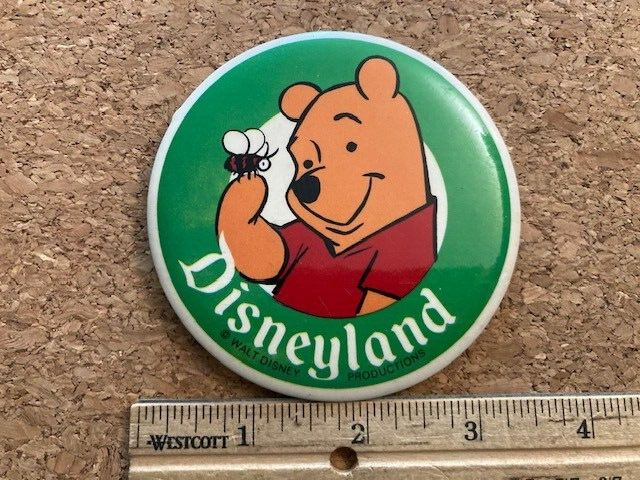 Disneyland
© WALT DISNEY PRODUCTIONS
WESTCOTT 1 2 3 4